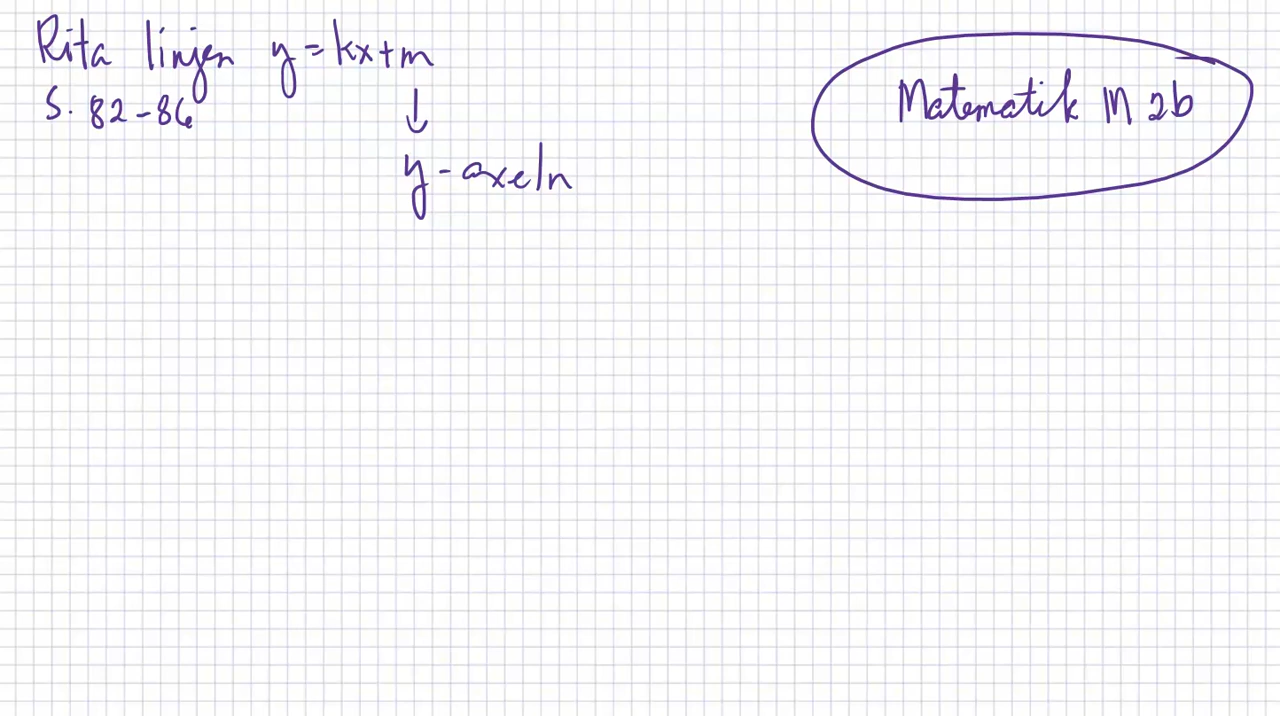 Rita linjen y = kx+m
S. 82-86
↓
y-axeln
Matematik M 2b